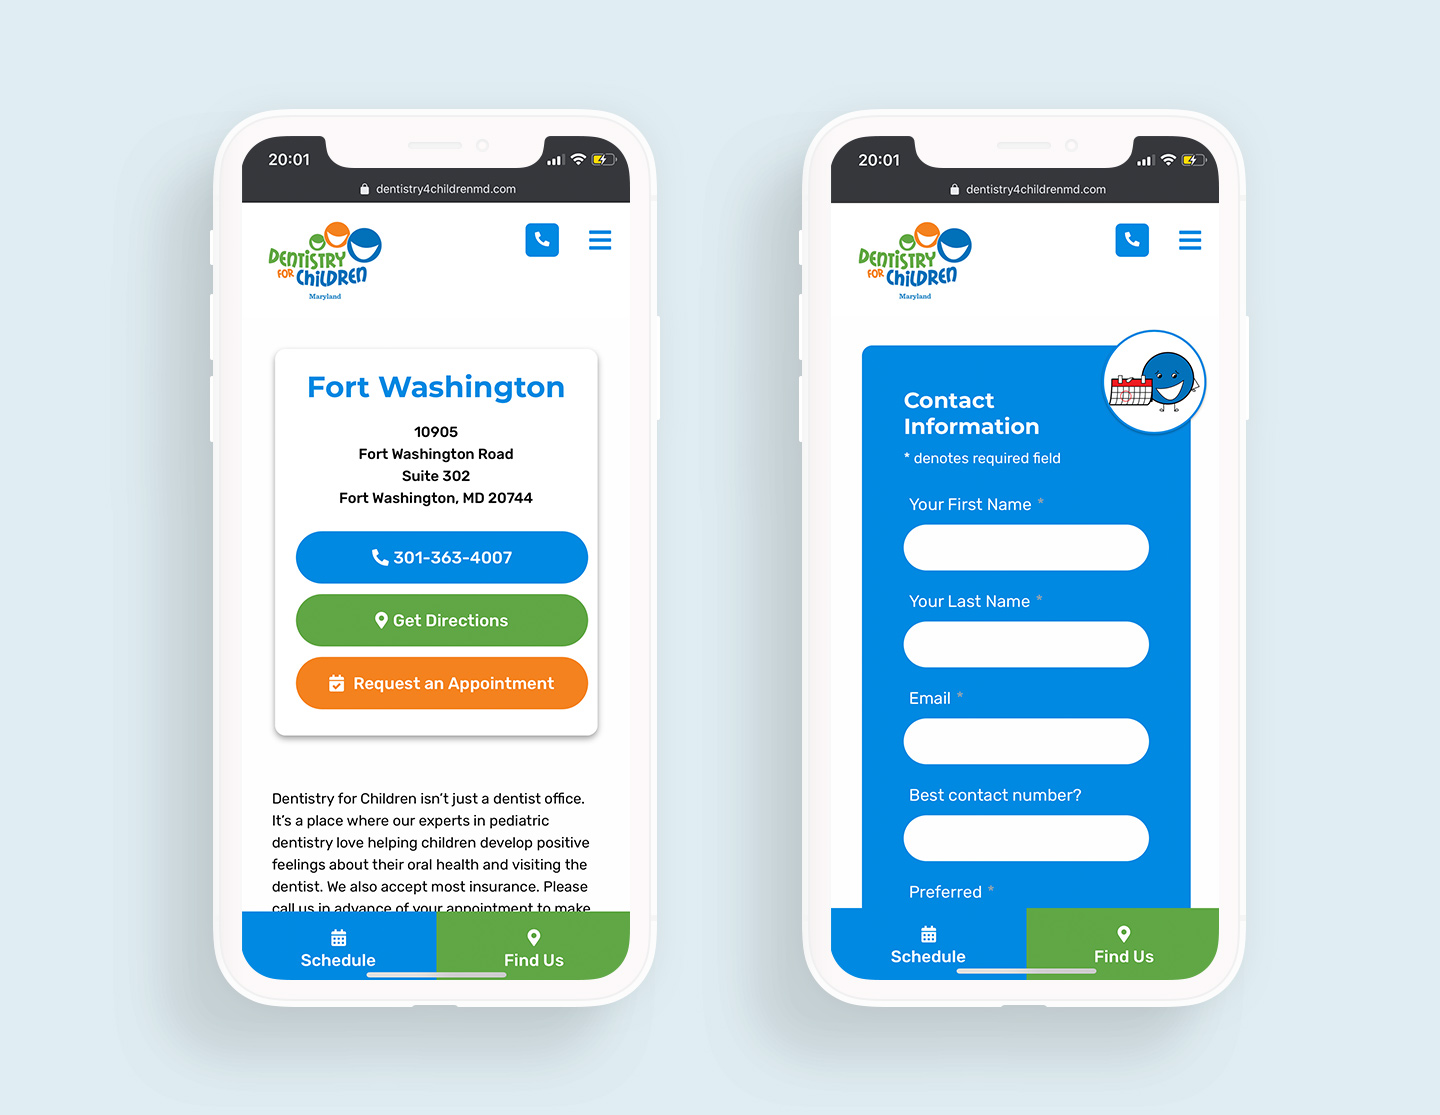 20:01
dentistry4childrenmd.com
DENTISTRY
FOR CHILDREN
Maryland
Fort Washington
10905
Fort Washington Road
Suite 302
Fort Washington, MD 20744
301-363-4007
Get Directions
Request an Appointment
Dentistry for Children isn’t just a dentist office.
It’s a place where our experts in pediatric
dentistry love helping children develop positive
feelings about their oral health and visiting the
dentist. We also accept most insurance. Please
call us in advance of your appointment to make
Schedule
Find Us
20:01
dentistry4childrenmd.com
DENTISTRY
FOR CHILDREN
Maryland
Contact
Information
* denotes required field
Your First Name *
Your Last Name *
Email *
Best contact number?
Preferred *
Schedule
Find Us